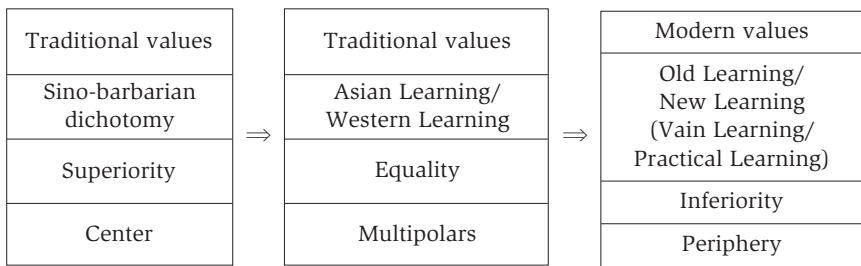 Traditional values
Sino-barbarian
dichotomy
Superiority
Center
⇒
Traditional values
Asian Learning/
Western Learning
Equality
Multipolars
⇒
Modern values
Old Learning/
New Learning
(Vain Learning/
Practical Learning)
Inferiority
Periphery